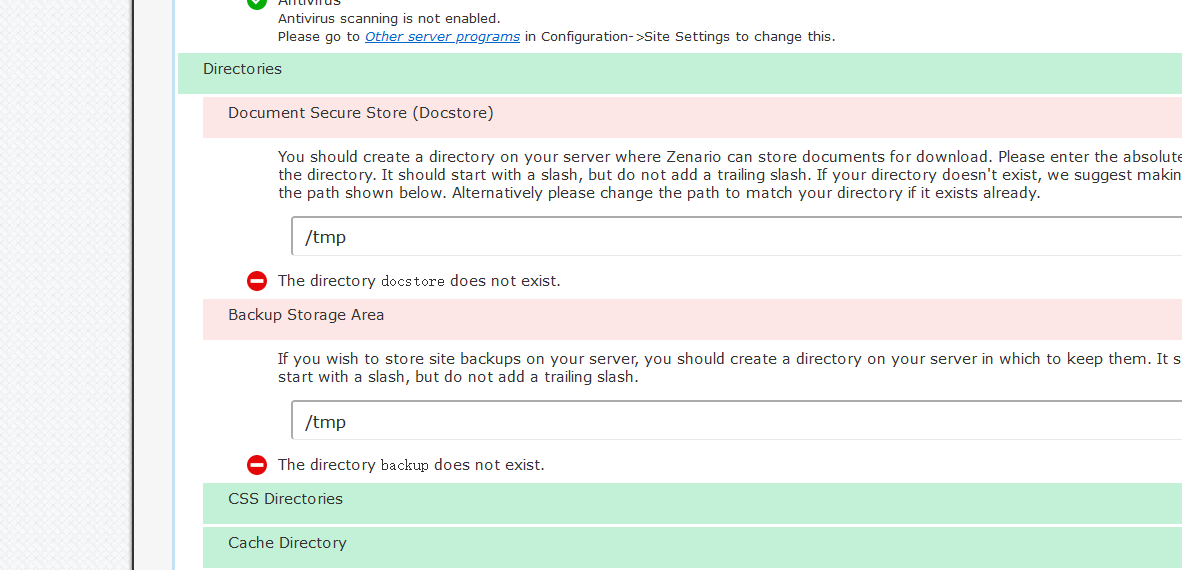 Antivirus
Antivirus scanning is not enabled.
Please go to Other server programs in Configuration->Site Settings to change this.
Directories
Document Secure Store (Docstore)
You should create a directory on your server where Zenario can store documents for download. Please enter the absolute
the directory. It should start with a slash, but do not add a trailing slash. If your directory doesn't exist, we suggest makin
the path shown below. Alternatively please change the path to match your directory if it exists already.
/tmp
The directory docstore does not exist.
Backup Storage Area
If you wish to store site backups on your server, you should create a directory on your server in which to keep them. It s
start with a slash, but do not add a trailing slash.
/tmp
The directory backup does not exist.
CSS Directories
Cache Directory